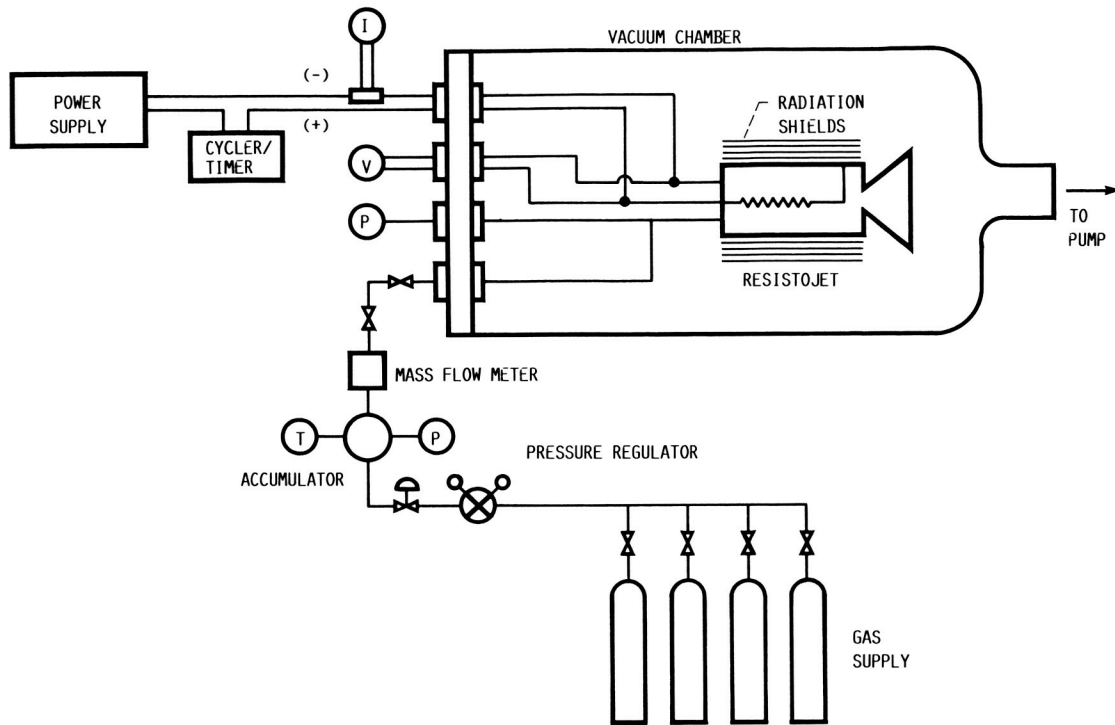 I
VACUUM CHAMBER
(-)
POWER
SUPPLY
(+)
RADIATION
SHIELDS
CYCLER/
TIMER
V
P
TO
PUMP
RESISTOJET
MASS FLOW METER
T
P
PRESSURE REGULATOR
ACCUMULATOR
GAS
SUPPLY